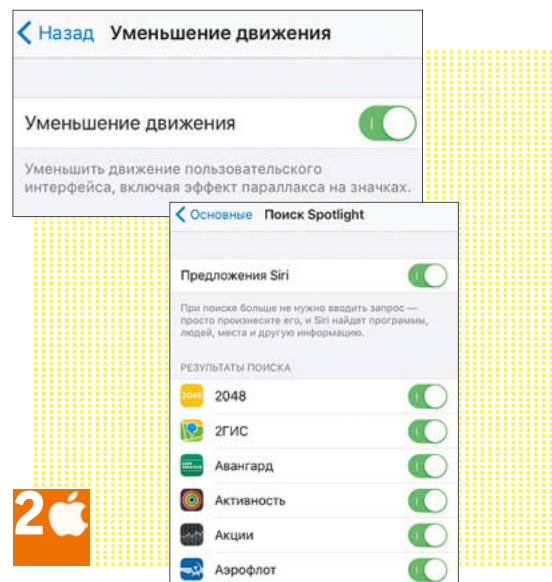 Назад Уменьшение движения
Уменьшение движения
Уменьшить движение пользовательского
интерфейса, включая эффект параллакса на значках.
Основные Поиск Spotlight
Предложения Siri
При поиске больше не нужно вводить запрос —
просто произнесите его, и Siri найдет программы,
людей, места и другую информацию.
РЕЗУЛЬТАТЫ ПОИСКА
2048 2048
2ГИС
Авангард
Активность
Акции
Аэрофлот
2